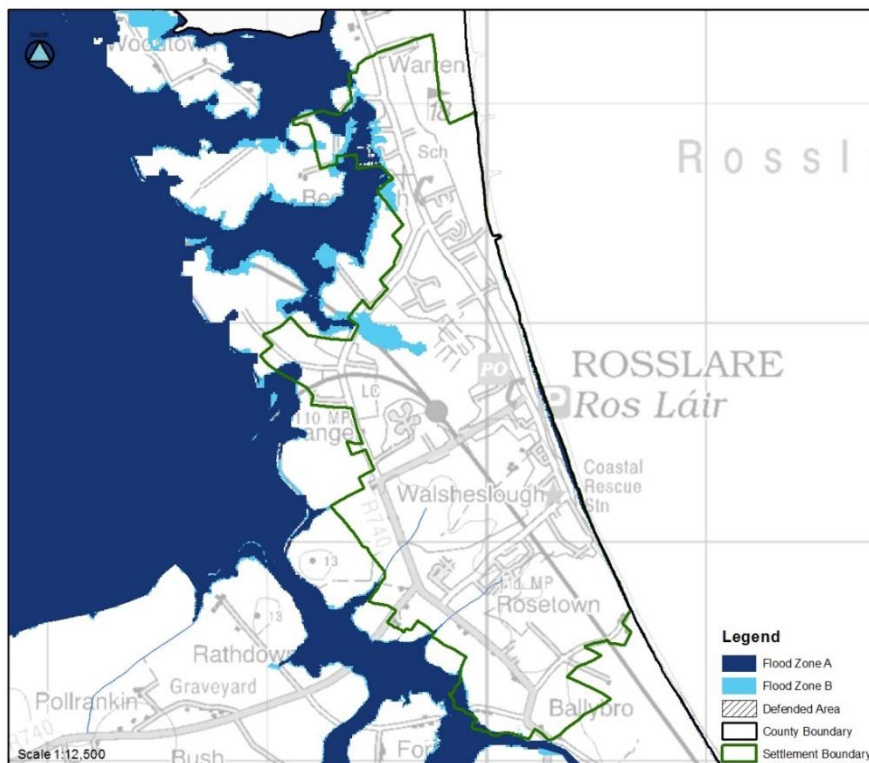 North
Woodtown
Warren
18
Sch
Rossl
PO
P
ROSSLARE
Ros Láir
LC
110 MP
R740
Walsheslough
Coastal
Rescue
Stn
13
111 MP
Rosetown
13
Rathdown
Graveyard
Pollrankin
R740
Ballybro
Bush
For
Legend
Flood Zone A
Flood Zone B
Defended Area
County Boundary
Settlement Boundary
Scale 1:12,500